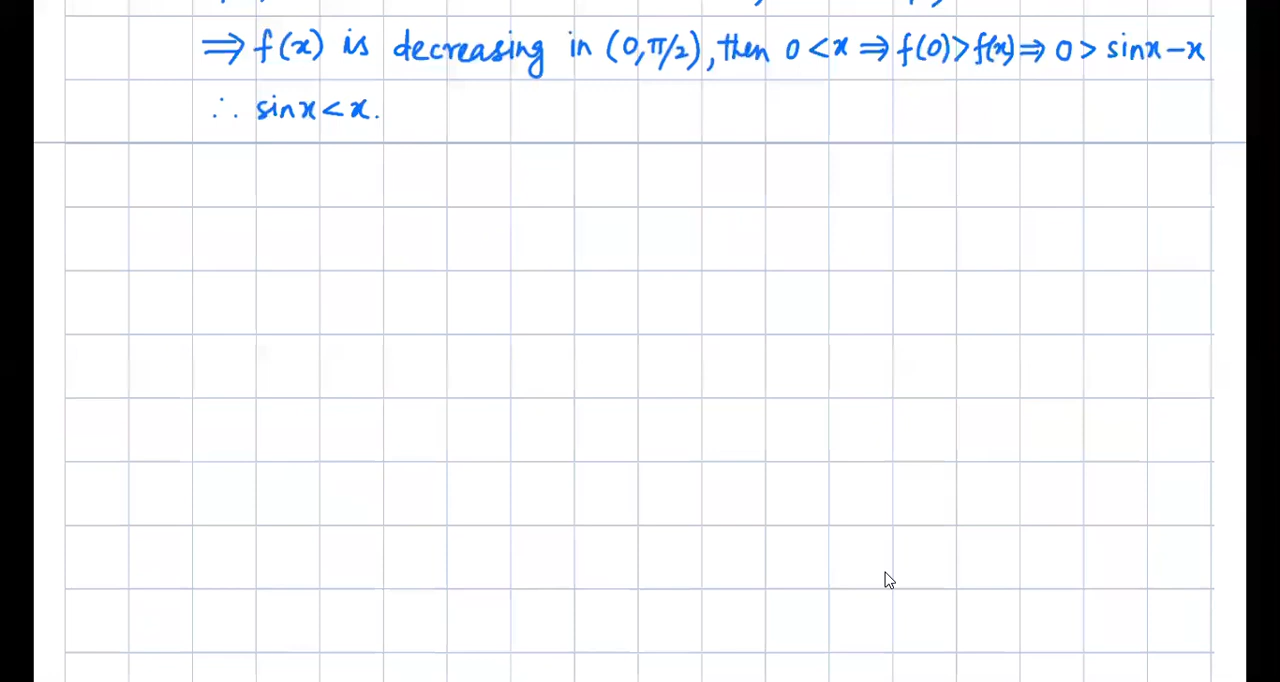 ⇒ f(x) is decreasing in (0,π/2), then 0 < x ⇒ f(0)>f(x) ⇒ 0 > sinx-x
∴ sinx < x.